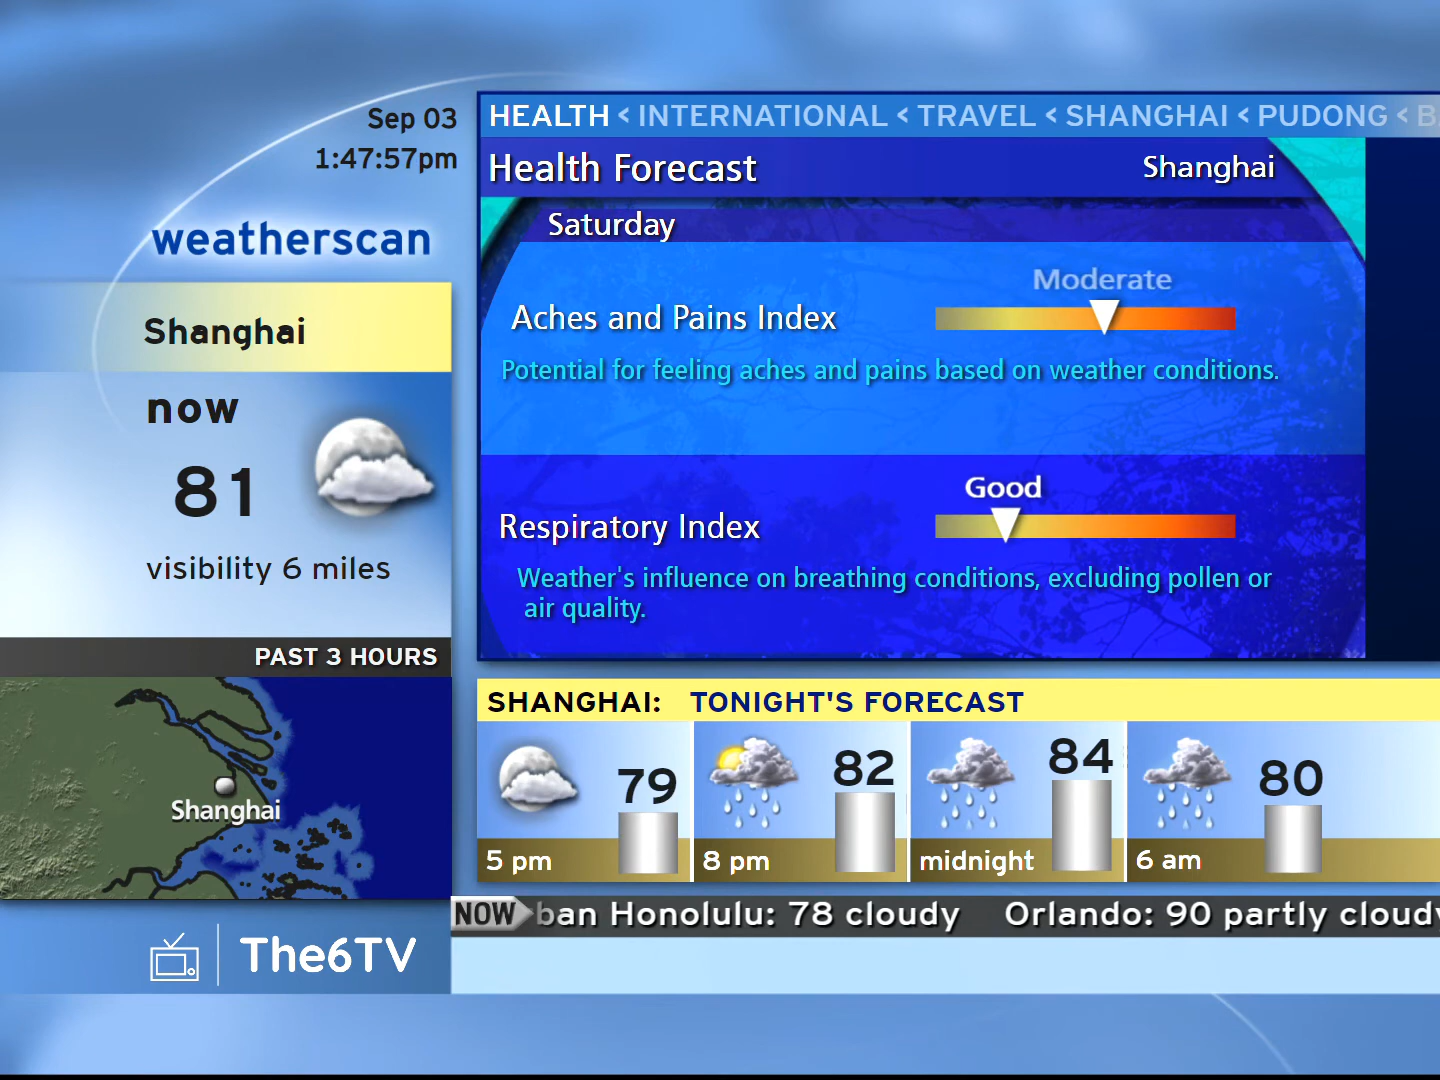 Sep 03
1:47:57pm
weatherscan
Shanghai
now
81
visibility 6 miles
PAST 3 HOURS
Shanghai
The6TV
HEALTH < INTERNATIONAL < TRAVEL < SHANGHAI < PUDONG < B
Health Forecast Shanghai
Saturday
Moderate
Aches and Pains Index
Potential for feeling aches and pains based on weather conditions.
Good
Respiratory Index
Weather's influence on breathing conditions, excluding pollen or
air quality.
SHANGHAI: TONIGHT'S FORECAST
79 82 84 80
5 pm 8 pm midnight 6 am
NOW ban Honolulu: 78 cloudy Orlando: 90 partly cloudy